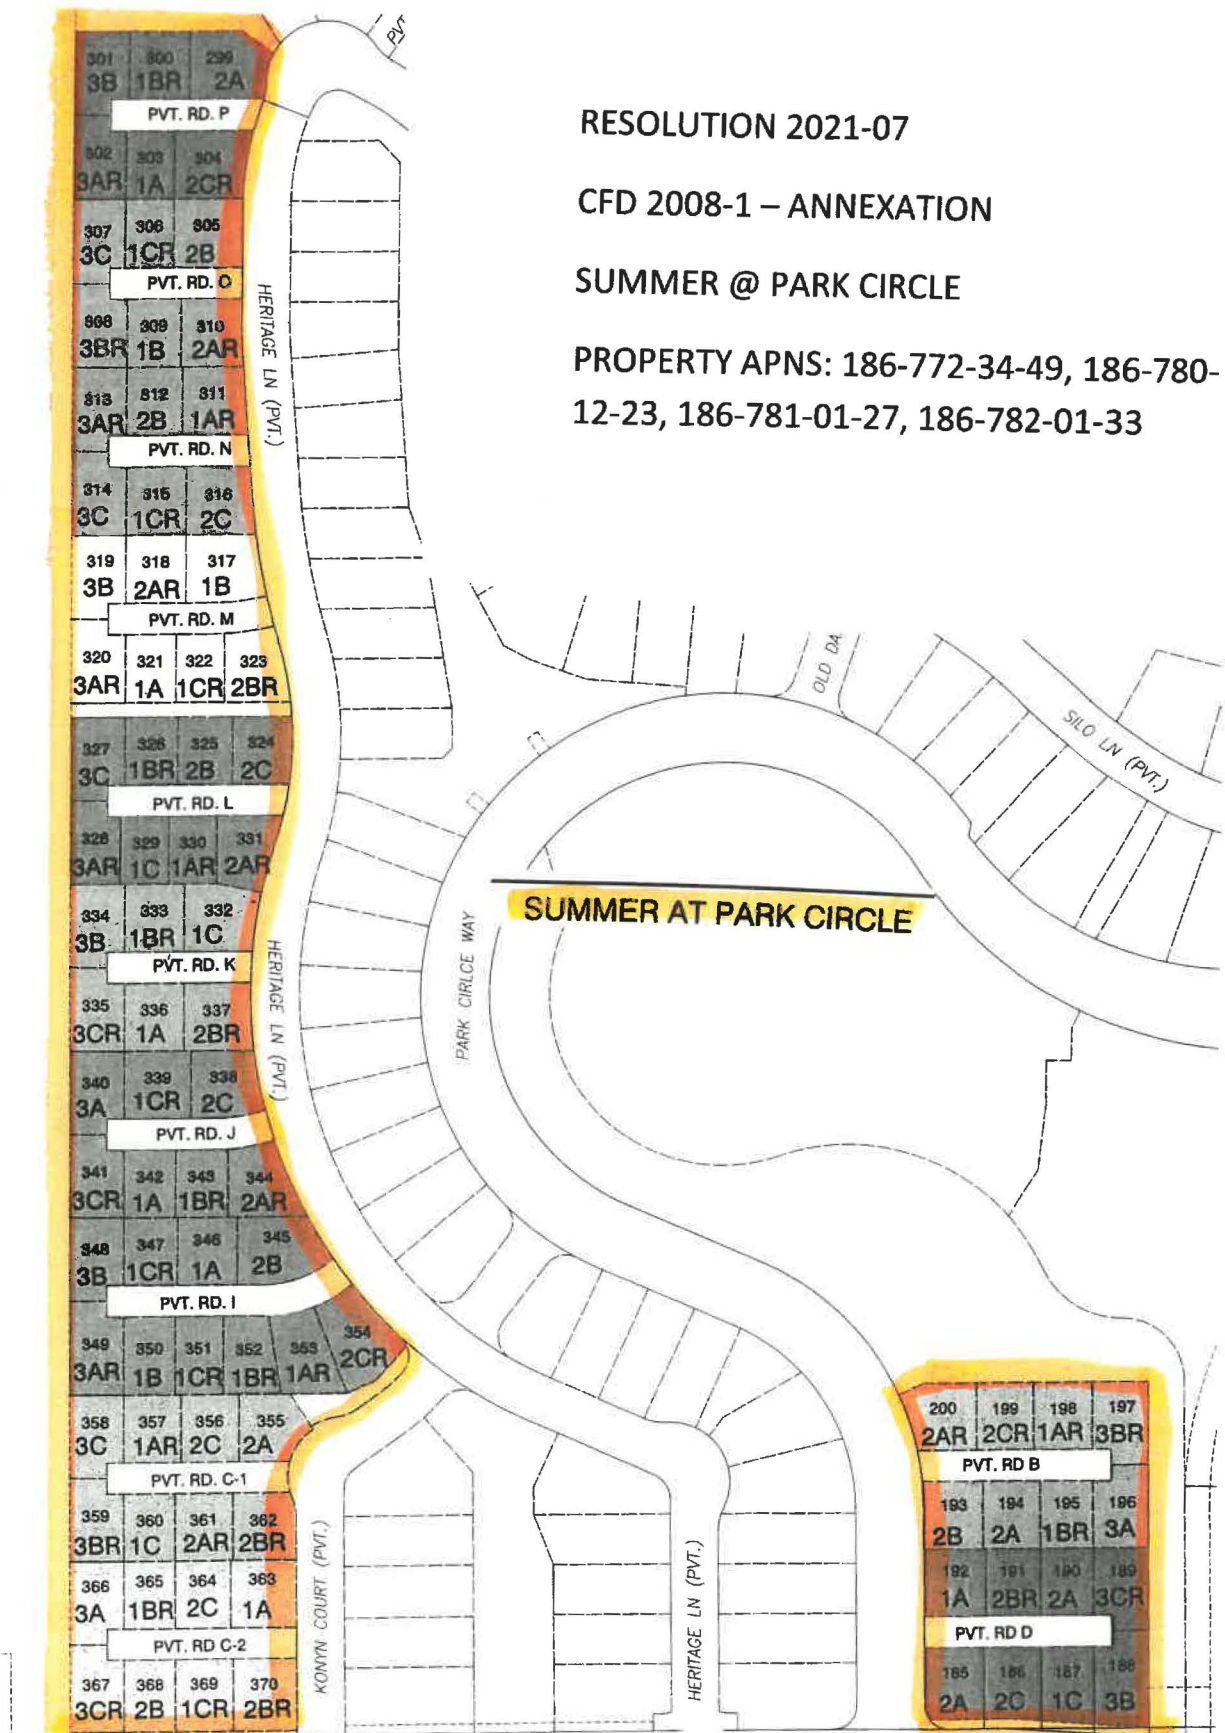 PVT
RESOLUTION 2021-07
CFD 2008-1 – ANNEXATION
SUMMER @ PARK CIRCLE
PROPERTY APNS: 186-772-34-49, 186-780-
12-23, 186-781-01-27, 186-782-01-33
301 300 299
3B 1BR 2A
PVT. RD. P
302 303 304
3AR 1A 2CR
307 306 305
3C 1CR 2B
PVT. RD. O
308 309 310
3BR 1B 2AR
313 312 311
3AR 2B 1AR
PVT. RD. N
314 315 316
3C 1CR 2C
319 318 317
3B 2AR 1B
PVT. RD. M
320 321 322 323
3AR 1A 1CR 2BR
327 326 325 324
3C 1BR 2B 2C
PVT. RD. L
328 329 330 331
3AR 1C 1AR 2AR
334 333 332
3B 1BR 1C
PVT. RD. K
335 336 337
3CR 1A 2BR
340 339 338
3A 1CR 2C
PVT. RD. J
341 342 343 344
3CR 1A 1BR 2AR
348 347 346 345
3B 1CR 1A 2B
PVT. RD. I
349 350 351 352 353 354
3AR 1B 1CR 1BR 1AR 2CR
358 357 356 355
3C 1AR 2C 2A
PVT. RD. C-1
359 360 361 362
3BR 1C 2AR 2BR
366 365 364 363
3A 1BR 2C 1A
PVT. RD C-2
367 368 369 370
3CR 2B 1CR 2BR
HERITAGE LN (PVT.)
HERITAGE LN (PVT.)
KONYN COURT (PVT.)
HERITAGE LN (PVT.)
PARK CIRLCE WAY
OLD DA
SILO LN (PVT.)
SUMMER AT PARK CIRCLE
200 199 198 197
2AR 2CR 1AR 3BR
PVT. RD B
193 194 195 196
2B 2A 1BR 3A
192 191 190 189
1A 2BR 2A 3CR
PVT. RD D
185 186 187 188
2A 2C 1C 3B